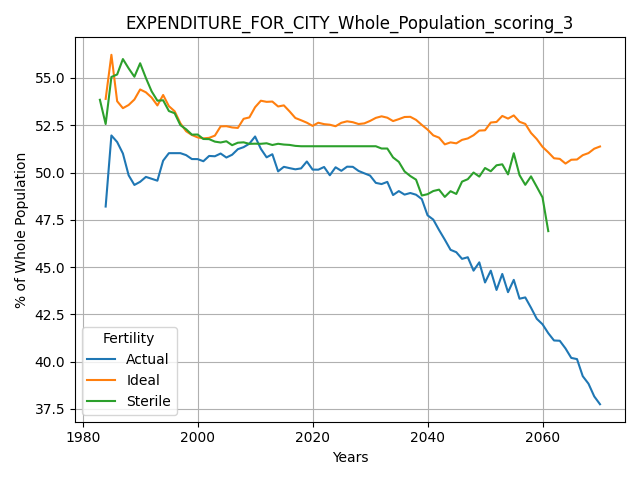 EXPENDITURE_FOR_CITY_Whole_Population_scoring_3
% of Whole Population
55.0
52.5
50.0
47.5
45.0
42.5
40.0
37.5
Fertility
Actual
Ideal
Sterile
1980
2000
2020
2040
2060
Years